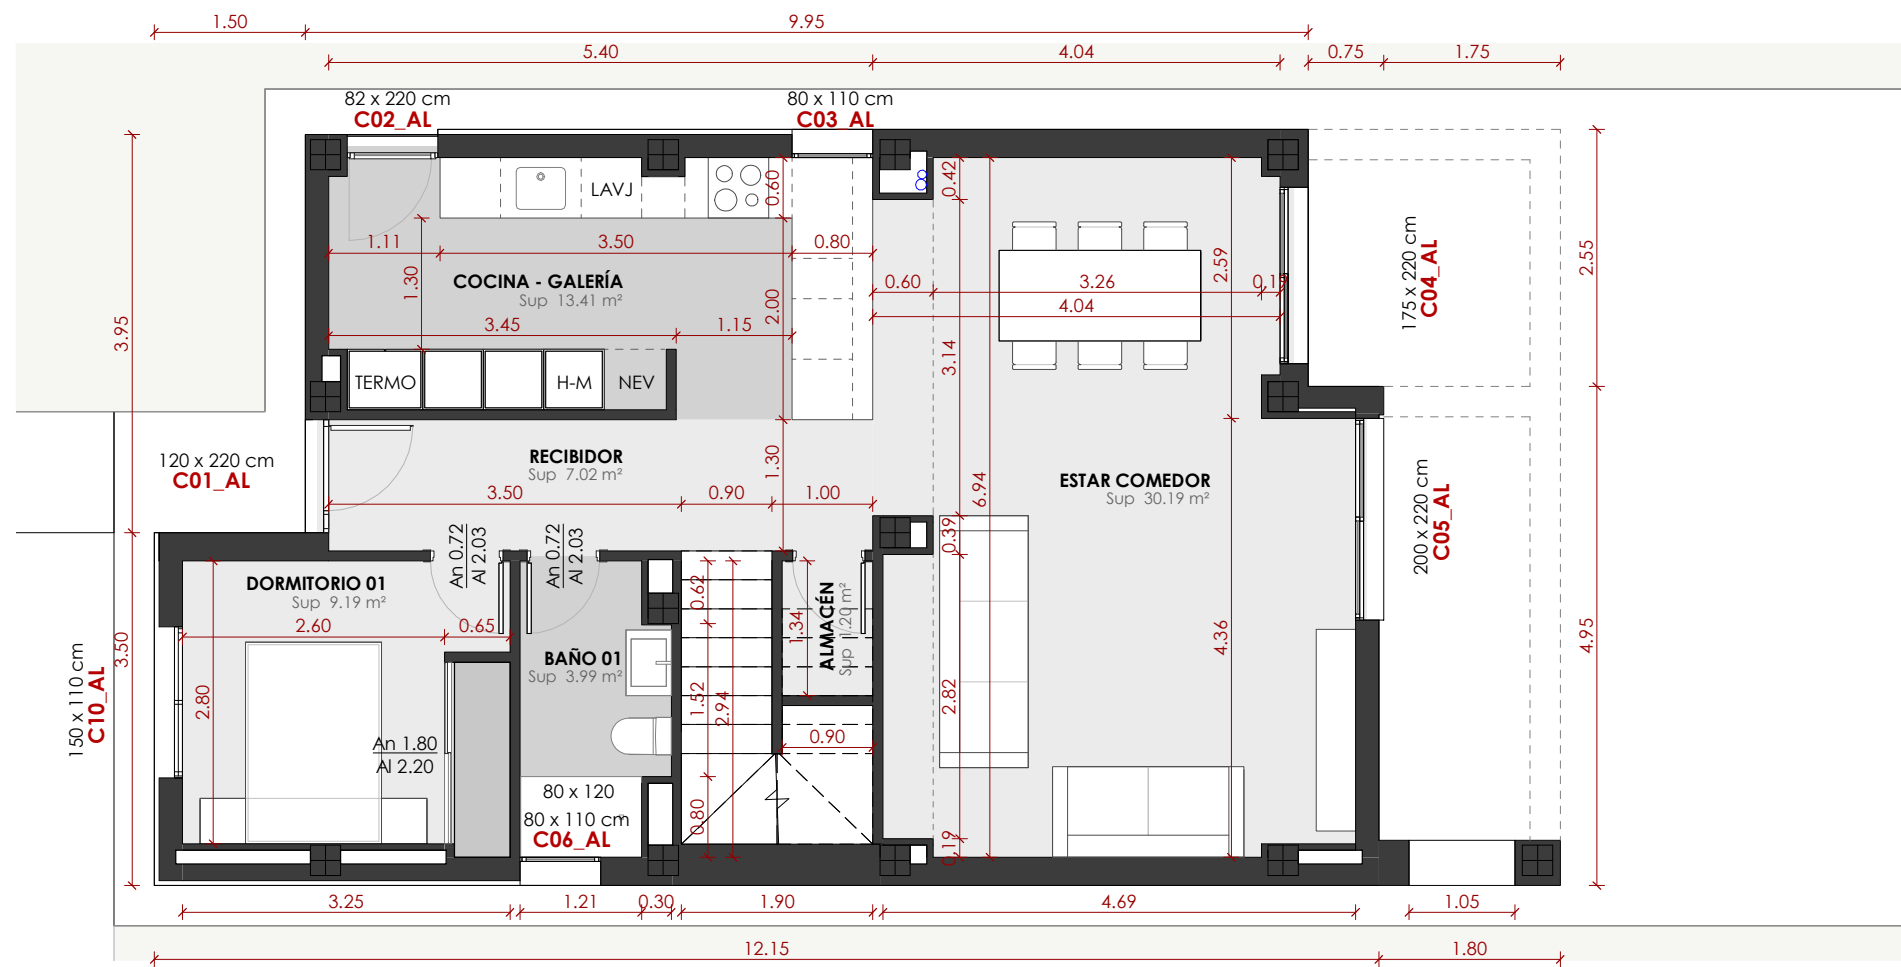 1.50
9.95
5.40
4.04
0.75
1.75
82 x 220 cm
C02_AL
80 x 110 cm
C03_AL
LAVJ
0.60
0.42
1.11
3.50
0.80
COCINA - GALERÍA
Sup 13.41 m²
1.30
2.00
0.60
3.26
4.04
2.59
175 x 220 cm
C04_AL
2.55
3.95
3.45
1.15
3.14
TERMO
H-M
NEV
120 x 220 cm
C01_AL
RECIBIDOR
Sup 7.02 m²
1.30
3.50
0.90
1.00
6.94
ESTAR COMEDOR
Sup 30.19 m²
200 x 220 cm
C05_AL
0.39
An 0.72
Al 2.03
An 0.72
Al 2.03
DORMITORIO 01
Sup 9.19 m²
0.62
ALMACÉN
Sup 1.20 m²
1.34
2.60
0.65
3.50
150 x 110 cm
C10_AL
BAÑO 01
Sup 3.99 m²
4.36
4.95
2.80
1.52
2.94
2.82
An 1.80
Al 2.20
0.90
80 x 120
80 x 110 cm
C06_AL
0.80
0.19
3.25
1.21
0.30
1.90
4.69
1.05
12.15
1.80